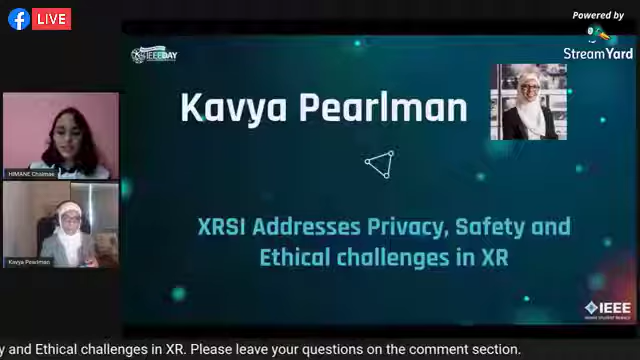 LIVE
Powered by
StreamYard
IEEEDAY
Kavya Pearlman
HIMANE Chaimae
Kavya Pearlman
XRSI Addresses Privacy, Safety and
Ethical challenges in XR
IEEE
y and Ethical challenges in XR. Please leave your questions on the comment section.